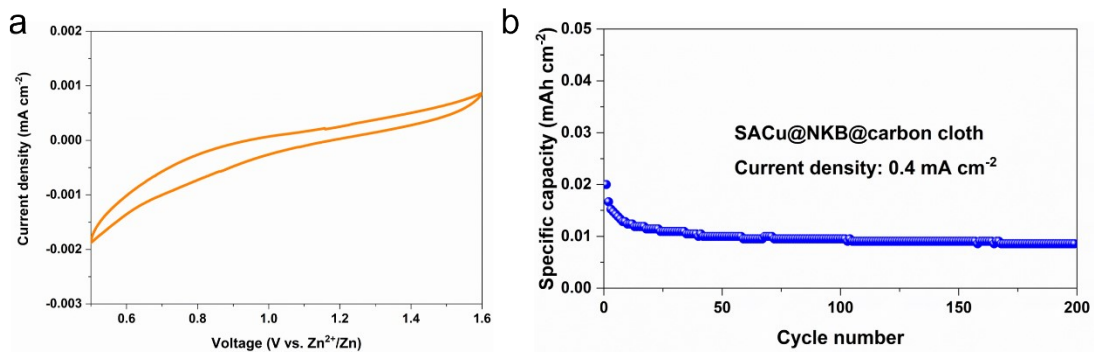 a
Current density (mA cm⁻²)
0.002
0.001
0.000
-0.001
-0.002
-0.003
0.6
0.8
1.0
1.2
1.4
1.6
Voltage (V vs. Zn²⁺/Zn)
b
Specific capacity (mAh cm⁻²)
0.05
0.04
0.03
0.02
0.01
0.00
SACu@NKB@carbon cloth
Current density: 0.4 mA cm⁻²
0
50
100
150
200
Cycle number